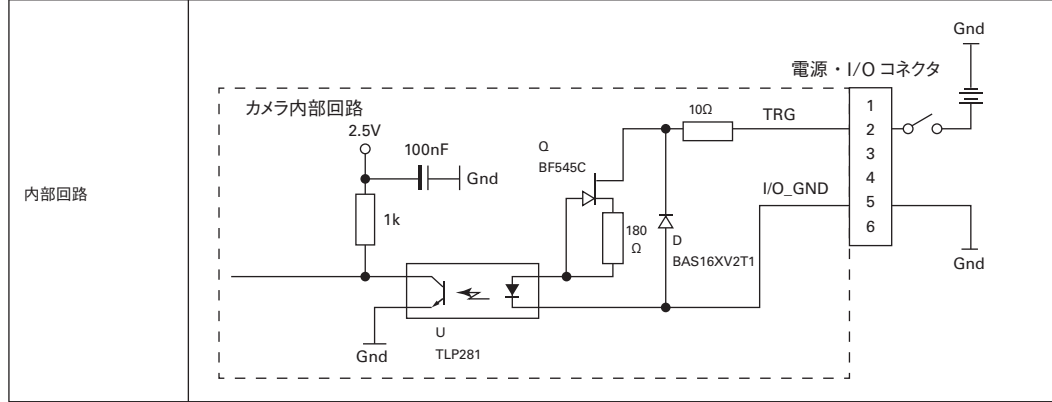 内部回路
Gnd
電源・I/O コネクタ
カメラ内部回路
2.5V
100nF
Gnd
1k
Q
BF545C
10Ω
TRG
1
2
3
4
5
6
I/O_GND
180
Ω
D
BAS16XV2T1
Gnd
Gnd
U
TLP281